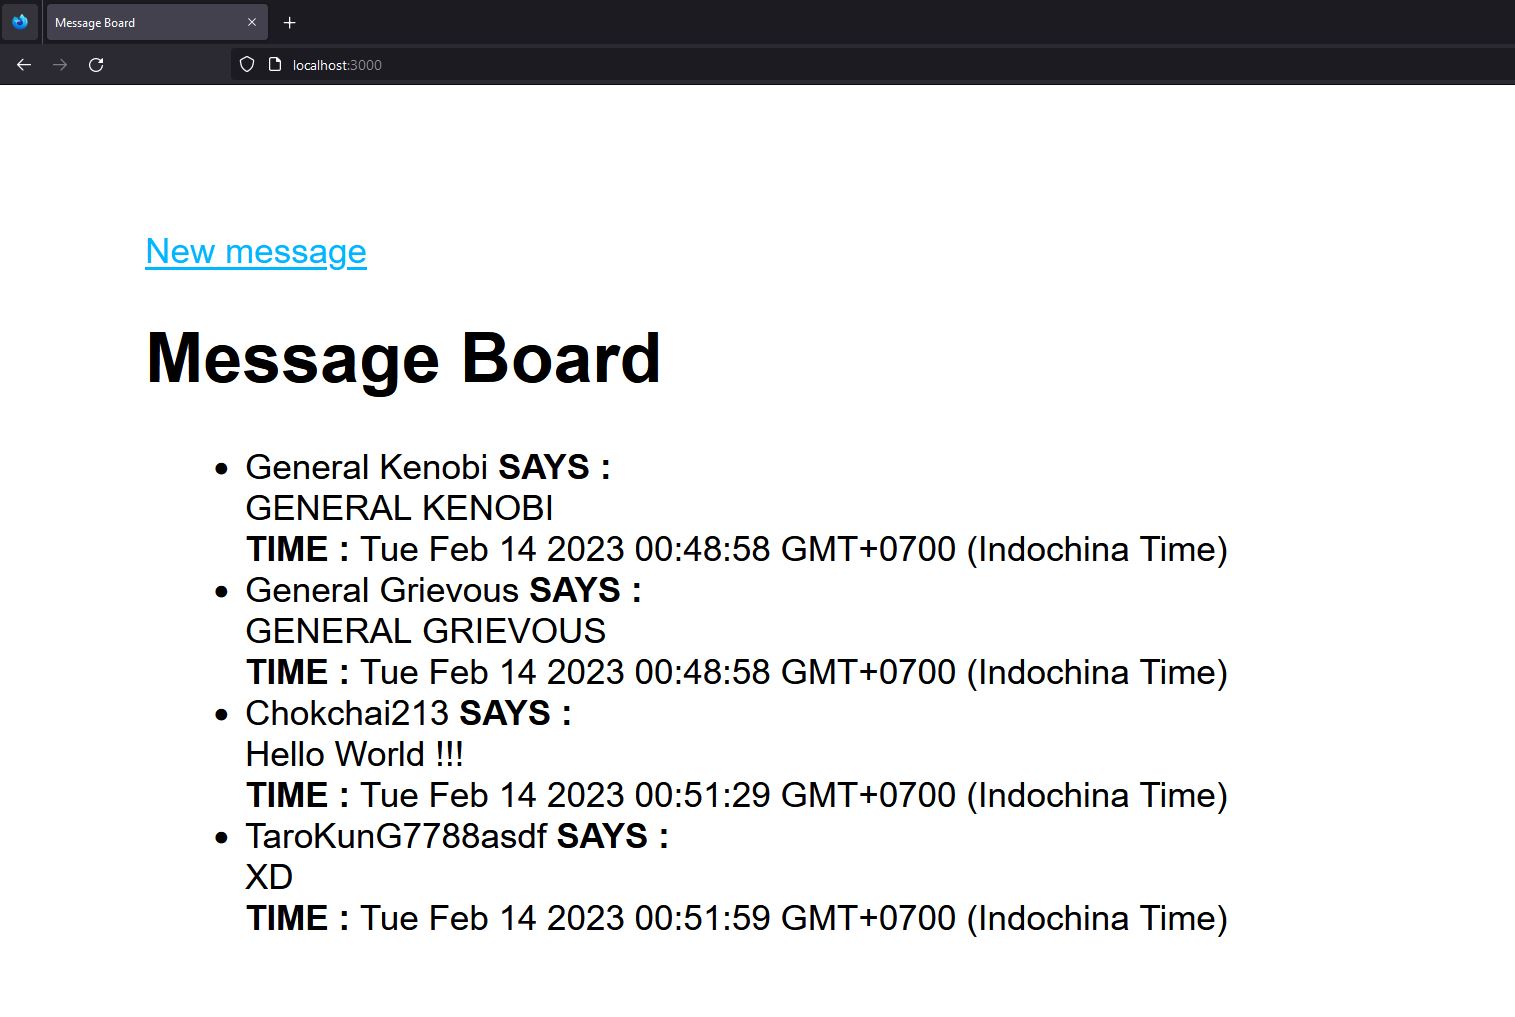 Message Board
localhost:3000
New message
Message Board
General Kenobi SAYS :
GENERAL KENOBI
TIME : Tue Feb 14 2023 00:48:58 GMT+0700 (Indochina Time)
General Grievous SAYS :
GENERAL GRIEVOUS
TIME : Tue Feb 14 2023 00:48:58 GMT+0700 (Indochina Time)
Chokchai213 SAYS :
Hello World !!!
TIME : Tue Feb 14 2023 00:51:29 GMT+0700 (Indochina Time)
TaroKunG7788asdf SAYS :
XD
TIME : Tue Feb 14 2023 00:51:59 GMT+0700 (Indochina Time)